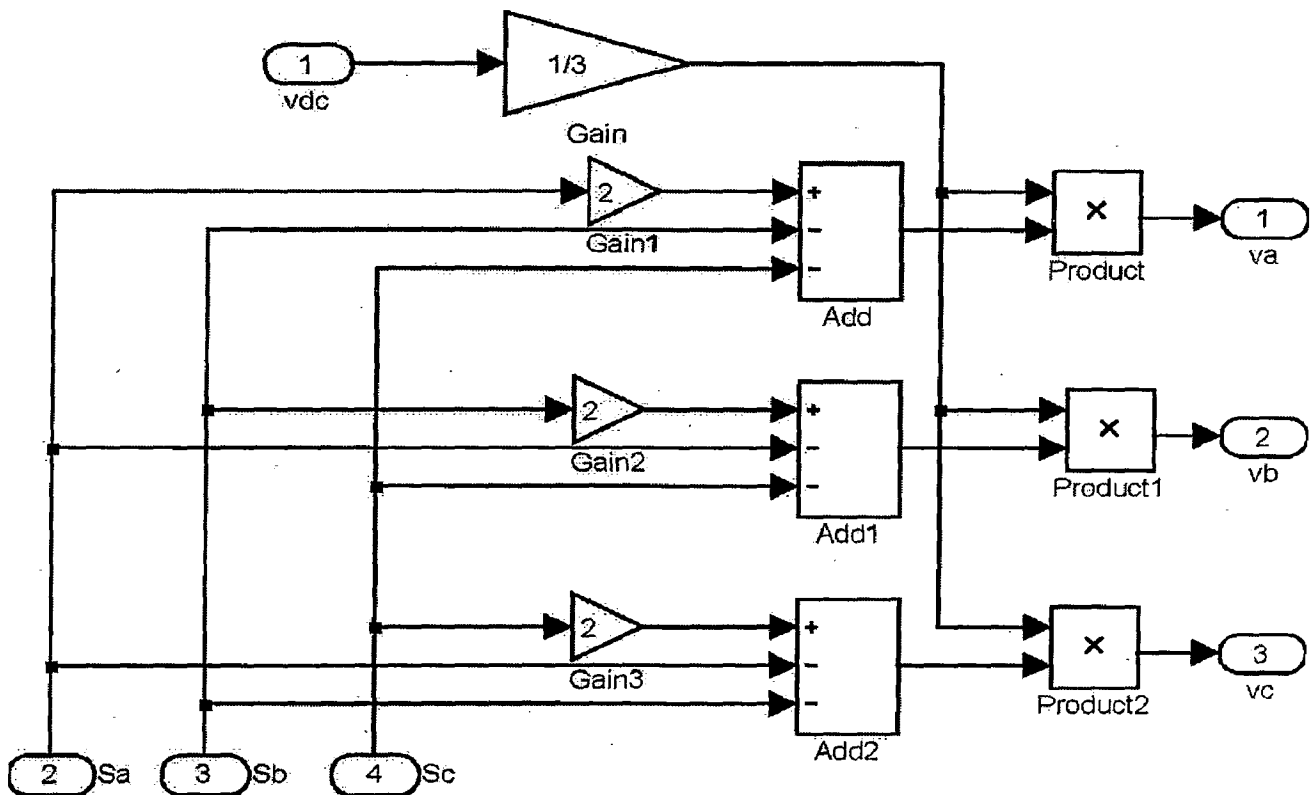 1
vdc
1/3
Gain
2
Gain1
+
−
−
Add
×
Product
1
va
2
Gain2
+
−
−
Add1
×
Product1
2
vb
2
Gain3
+
−
−
Add2
×
Product2
3
vc
2 Sa
3 Sb
4 Sc